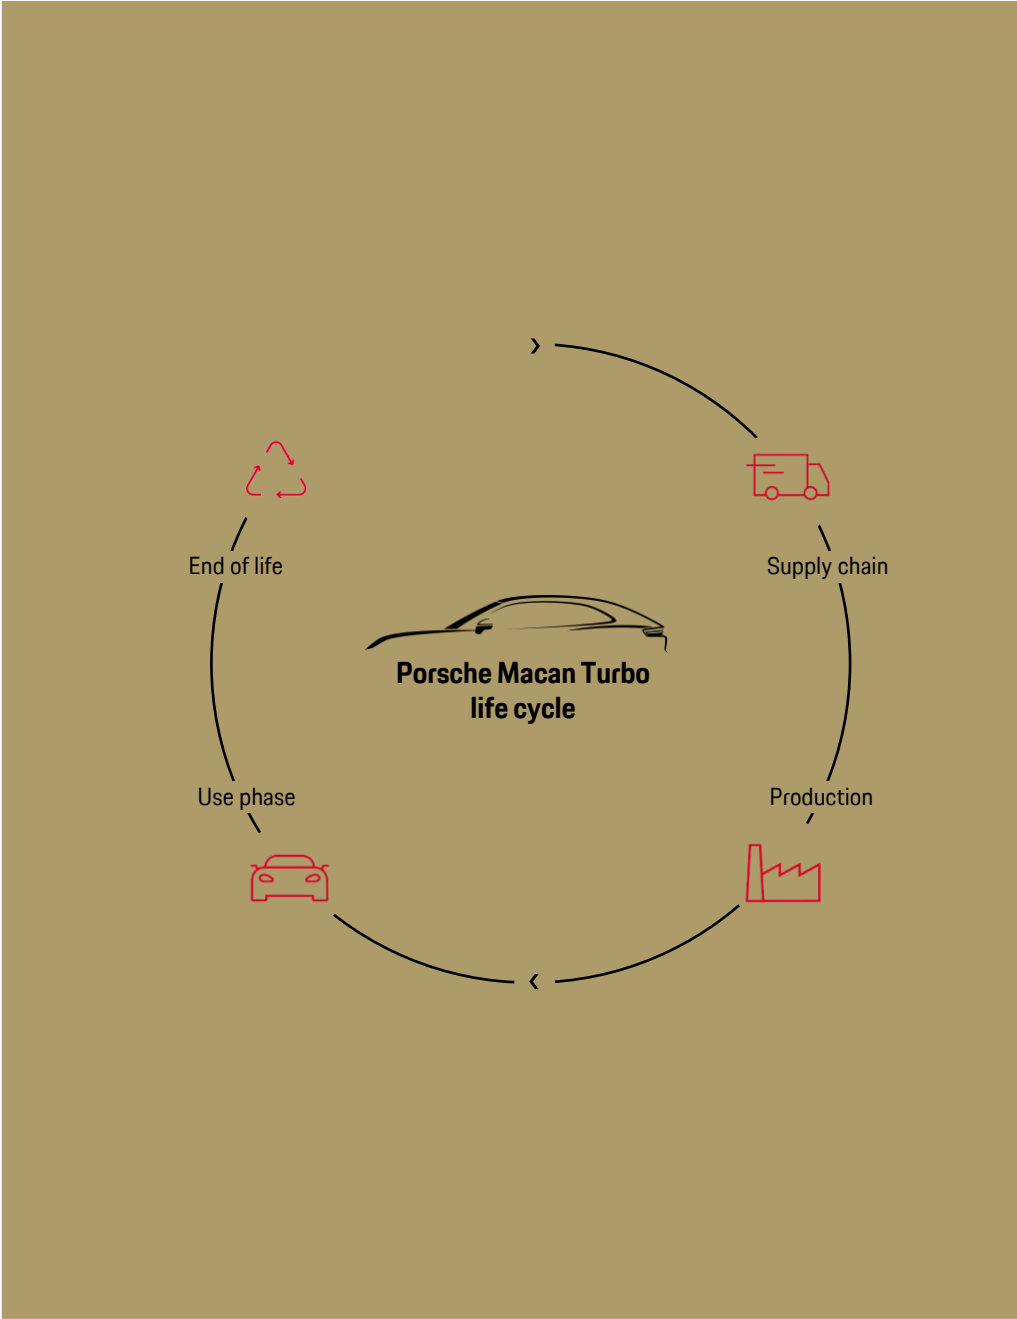 End of life
Supply chain
Porsche Macan Turbo
life cycle
Use phase
Production